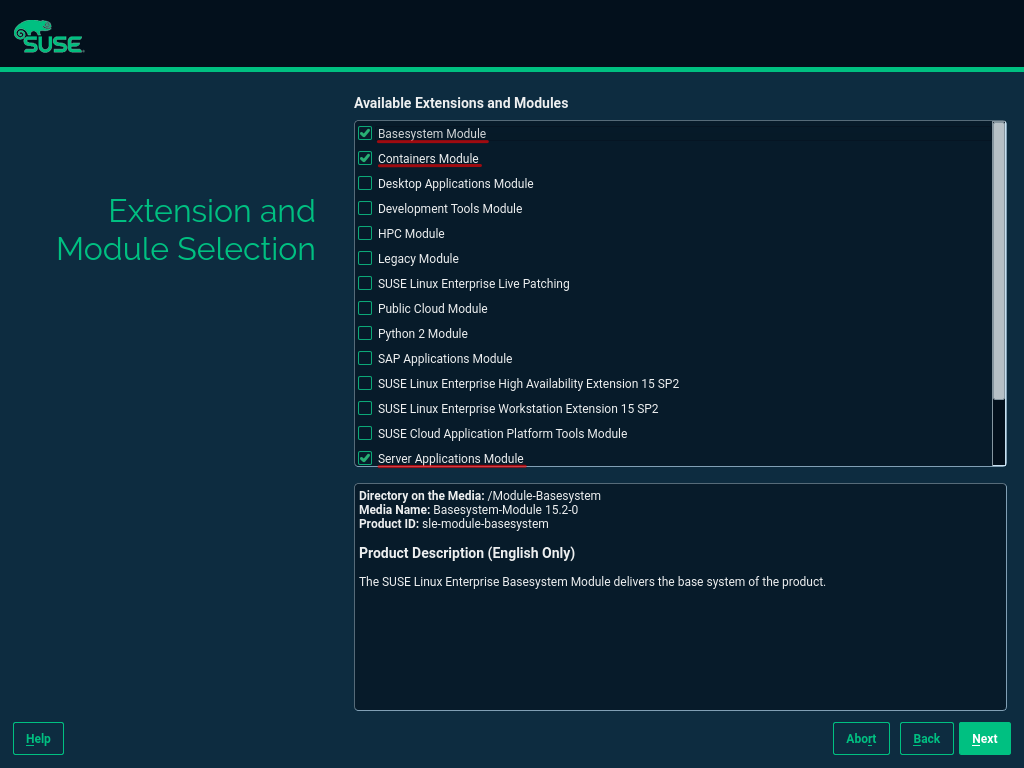 SUSE
Available Extensions and Modules
Extension and
Module Selection
Basesystem Module
Containers Module
Desktop Applications Module
Development Tools Module
HPC Module
Legacy Module
SUSE Linux Enterprise Live Patching
Public Cloud Module
Python 2 Module
SAP Applications Module
SUSE Linux Enterprise High Availability Extension 15 SP2
SUSE Linux Enterprise Workstation Extension 15 SP2
SUSE Cloud Application Platform Tools Module
Server Applications Module
Directory on the Media: /Module-Basesystem
Media Name: Basesystem-Module 15.2-0
Product ID: sle-module-basesystem
Product Description (English Only)
The SUSE Linux Enterprise Basesystem Module delivers the base system of the product.
Help
Abort
Back
Next